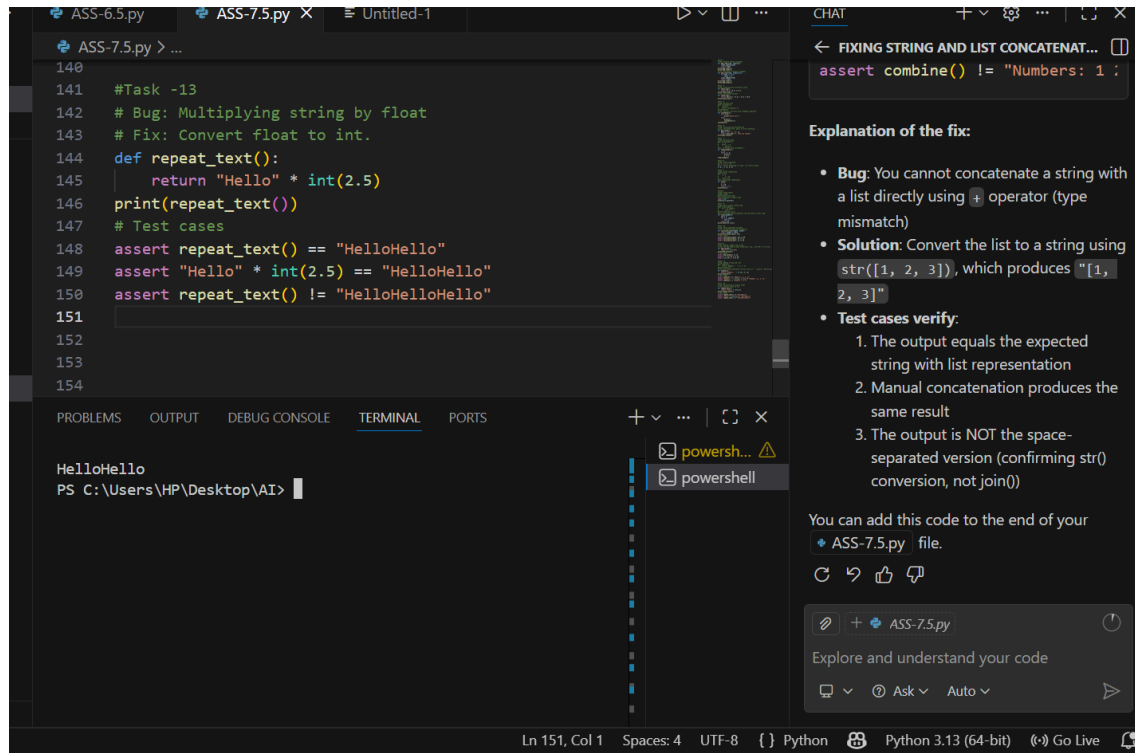 ASS-6.5.py
ASS-7.5.py
Untitled-1
ASS-7.5.py > ...
140
141 #Task -13
142 # Bug: Multiplying string by float
143 # Fix: Convert float to int.
144 def repeat_text():
145     return "Hello" * int(2.5)
146 print(repeat_text())
147 # Test cases
148 assert repeat_text() == "HelloHello"
149 assert "Hello" * int(2.5) == "HelloHello"
150 assert repeat_text() != "HelloHelloHello"
151
152
153
154
PROBLEMS OUTPUT DEBUG CONSOLE TERMINAL PORTS
HelloHello
PS C:\Users\HP\Desktop\AI>
powersh...
powershell
CHAT
FIXING STRING AND LIST CONCATENAT...
assert combine() != "Numbers: 1
Explanation of the fix:
• Bug: You cannot concatenate a string with
a list directly using + operator (type
mismatch)
• Solution: Convert the list to a string using
str([1, 2, 3]), which produces "[1,
2, 3]"
• Test cases verify:
1. The output equals the expected
string with list representation
2. Manual concatenation produces the
same result
3. The output is NOT the space-
separated version (confirming str()
conversion, not join())
You can add this code to the end of your
ASS-7.5.py file.
+ ASS-7.5.py
Explore and understand your code
Ask Auto
Ln 151, Col 1 Spaces: 4 UTF-8 {} Python Python 3.13 (64-bit) Go Live